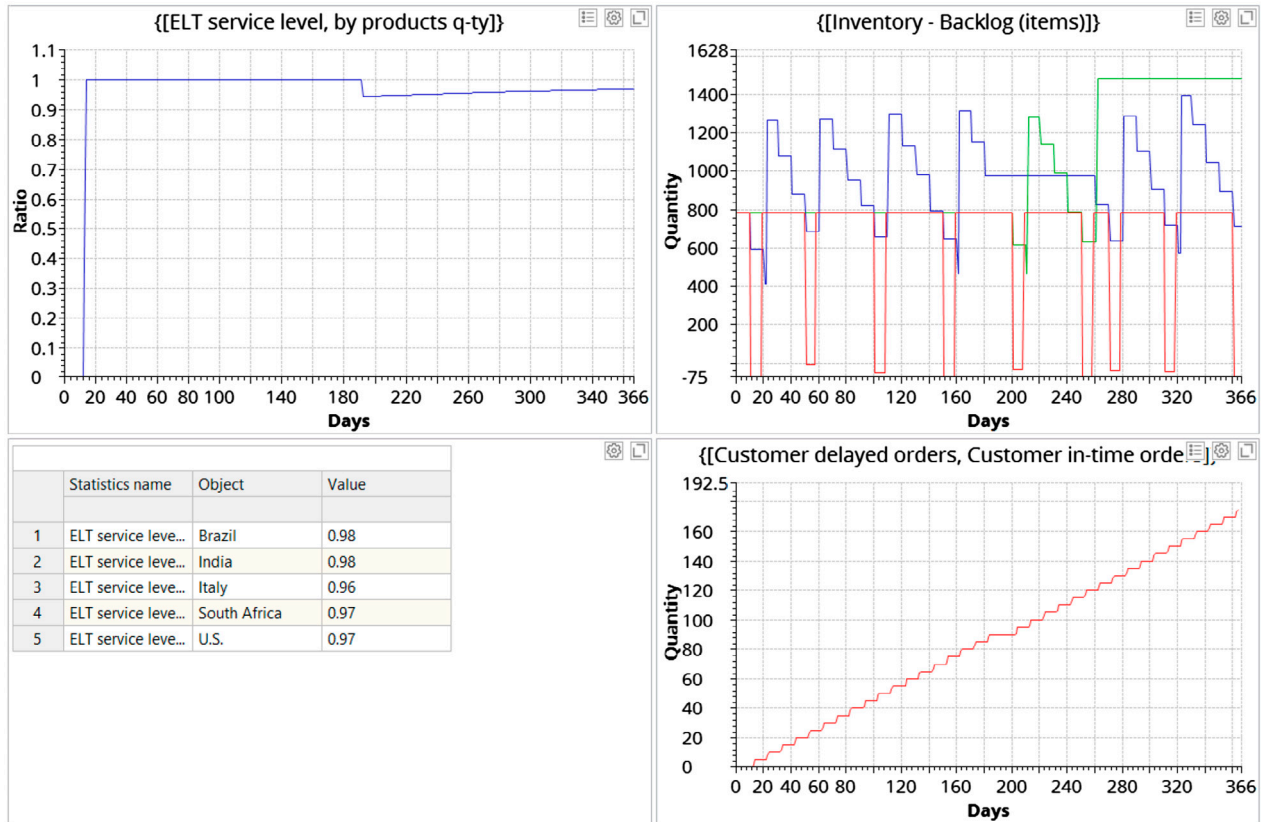 {[ELT service level, by products q-ty]}
1.1
1
0.9
0.8
0.7
0.6
0.5
0.4
0.3
0.2
0.1
0
Ratio
0 20 40 60 80 100 140 180 220 260 300 340 366
Days
{[Inventory - Backlog (items)]}
1628
1400
1200
1000
800
600
400
200
-75
Quantity
0 20 40 60 80 120 160 200 240 280 320 366
Days
Statistics name Object Value
1 ELT service leve... Brazil 0.98
2 ELT service leve... India 0.98
3 ELT service leve... Italy 0.96
4 ELT service leve... South Africa 0.97
5 ELT service leve... U.S. 0.97
{[Customer delayed orders, Customer in-time orders],
192.5
160
140
120
100
80
60
40
20
0
Quantity
0 20 40 60 80 120 160 200 240 280 320 366
Days